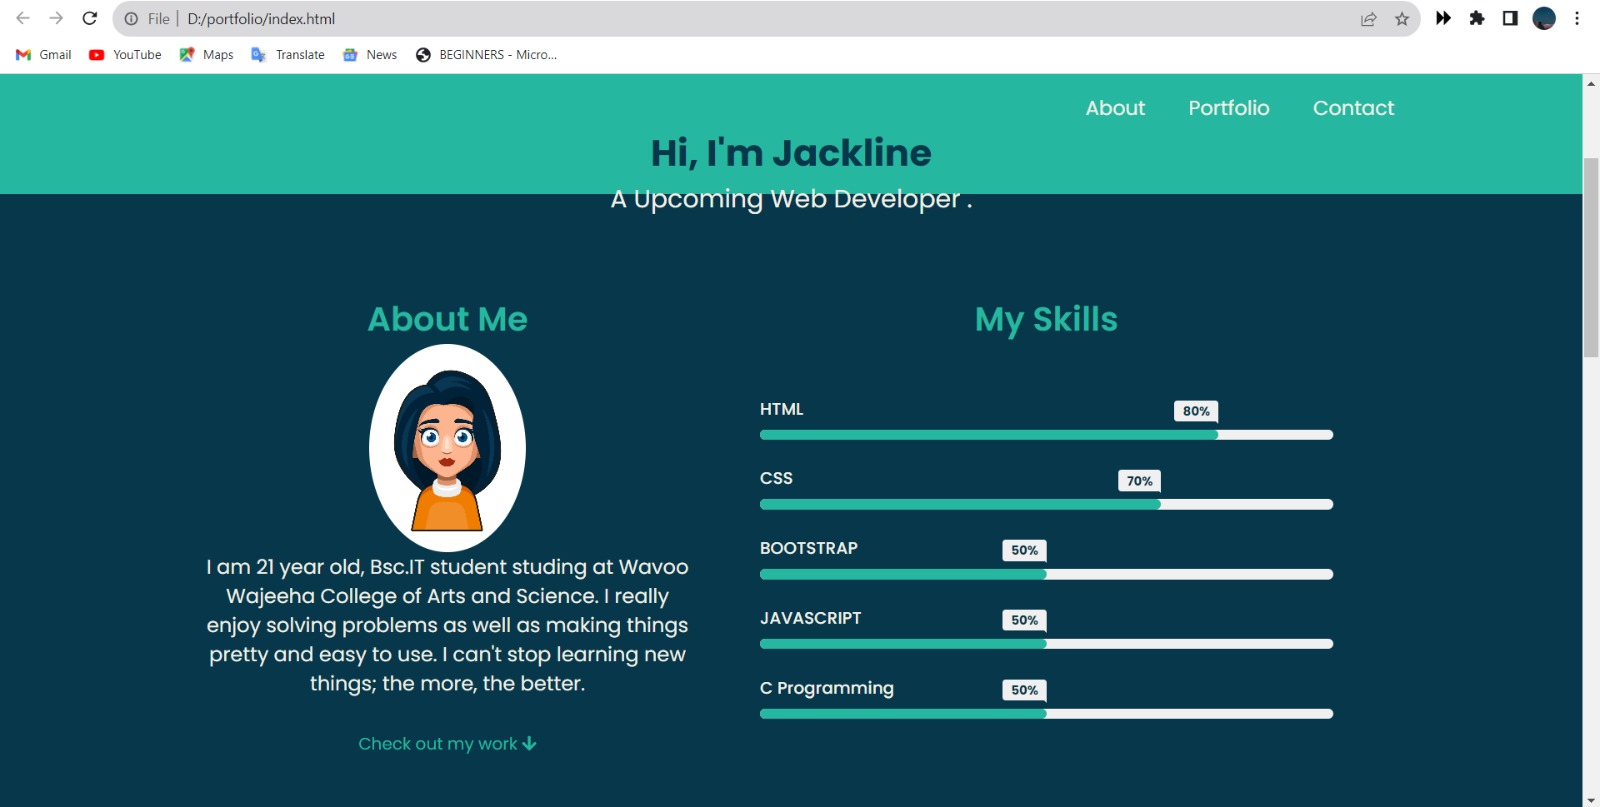 File D:/portfolio/index.html
Gmail YouTube Maps Translate News BEGINNERS - Micro...
About Portfolio Contact
Hi, I'm Jackline
A Upcoming Web Developer .
About Me
I am 21 year old, Bsc.IT student studing at Wavoo
Wajeeha College of Arts and Science. I really
enjoy solving problems as well as making things
pretty and easy to use. I can't stop learning new
things; the more, the better.
Check out my work
My Skills
HTML 80%
CSS 70%
BOOTSTRAP 50%
JAVASCRIPT 50%
C Programming 50%